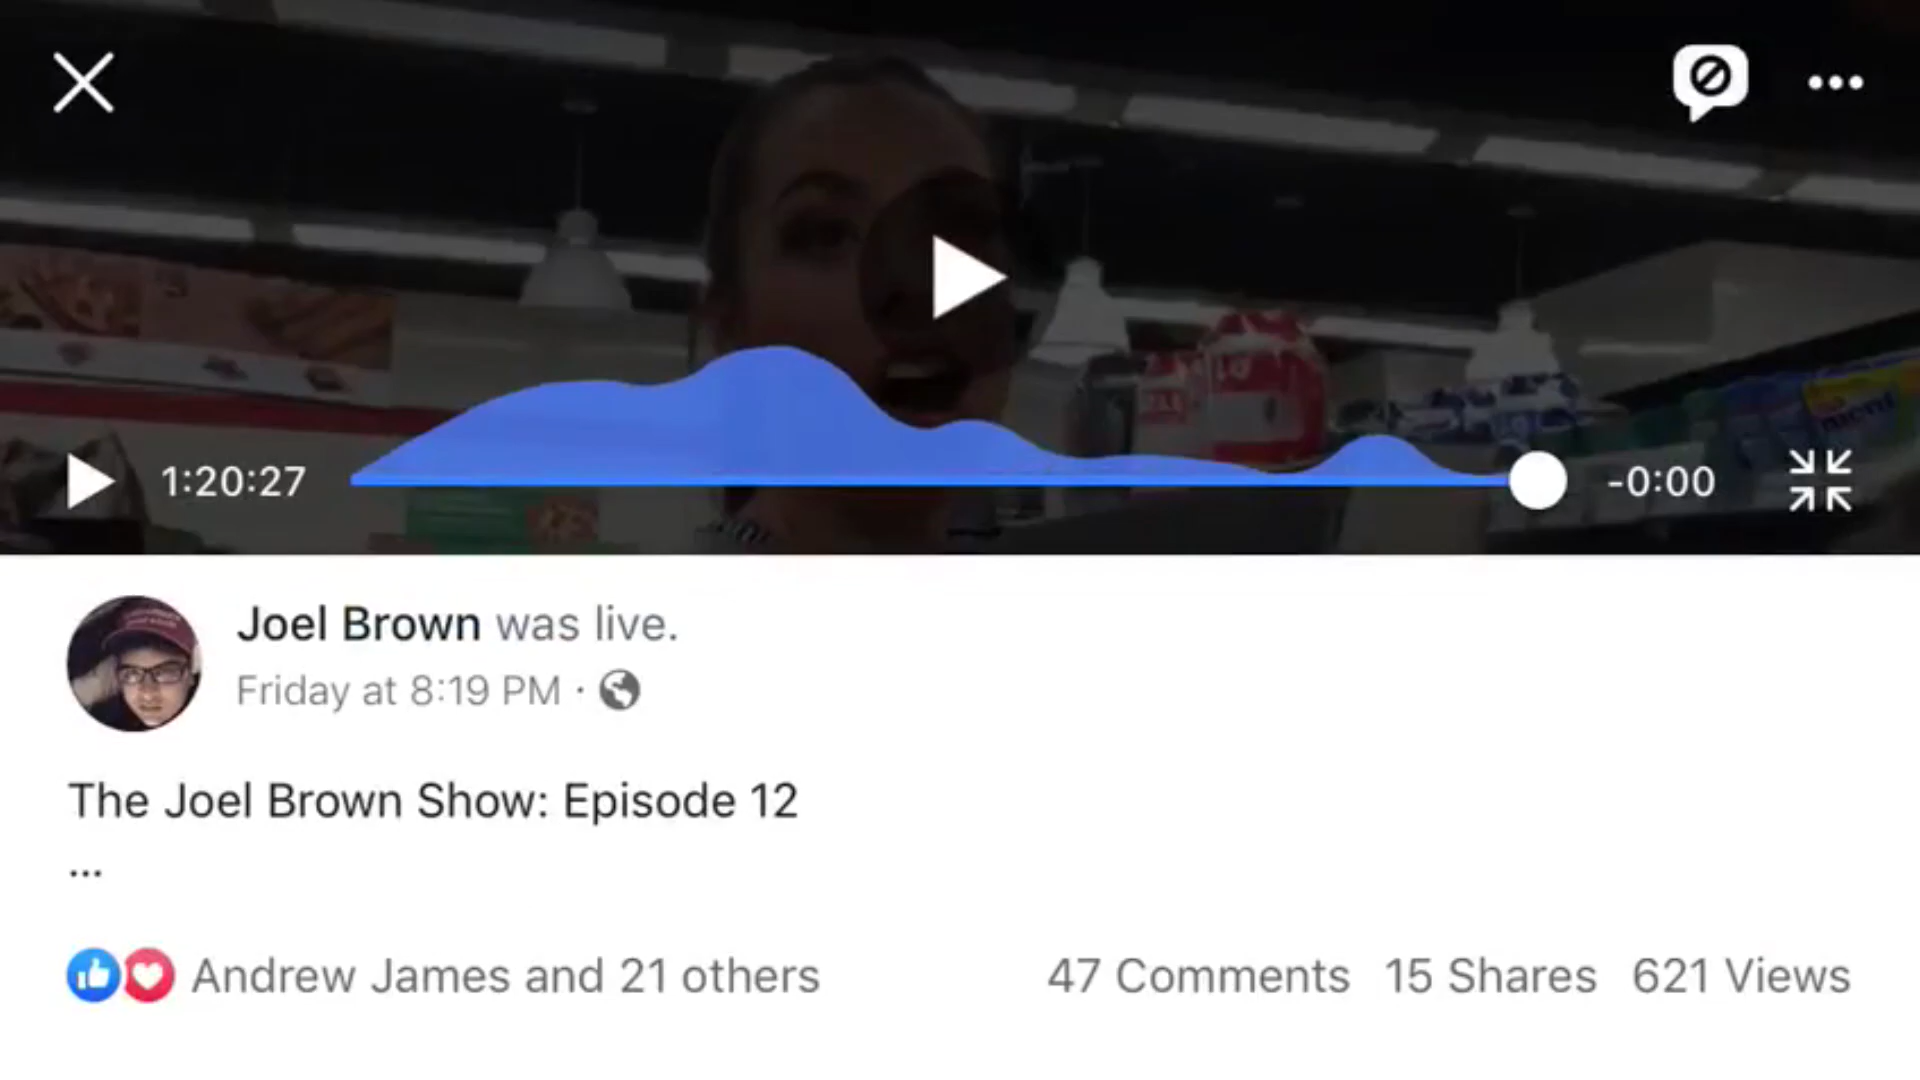 1:20:27
-0:00
Joel Brown was live.
Friday at 8:19 PM ·
The Joel Brown Show: Episode 12
...
Andrew James and 21 others
47 Comments 15 Shares 621 Views